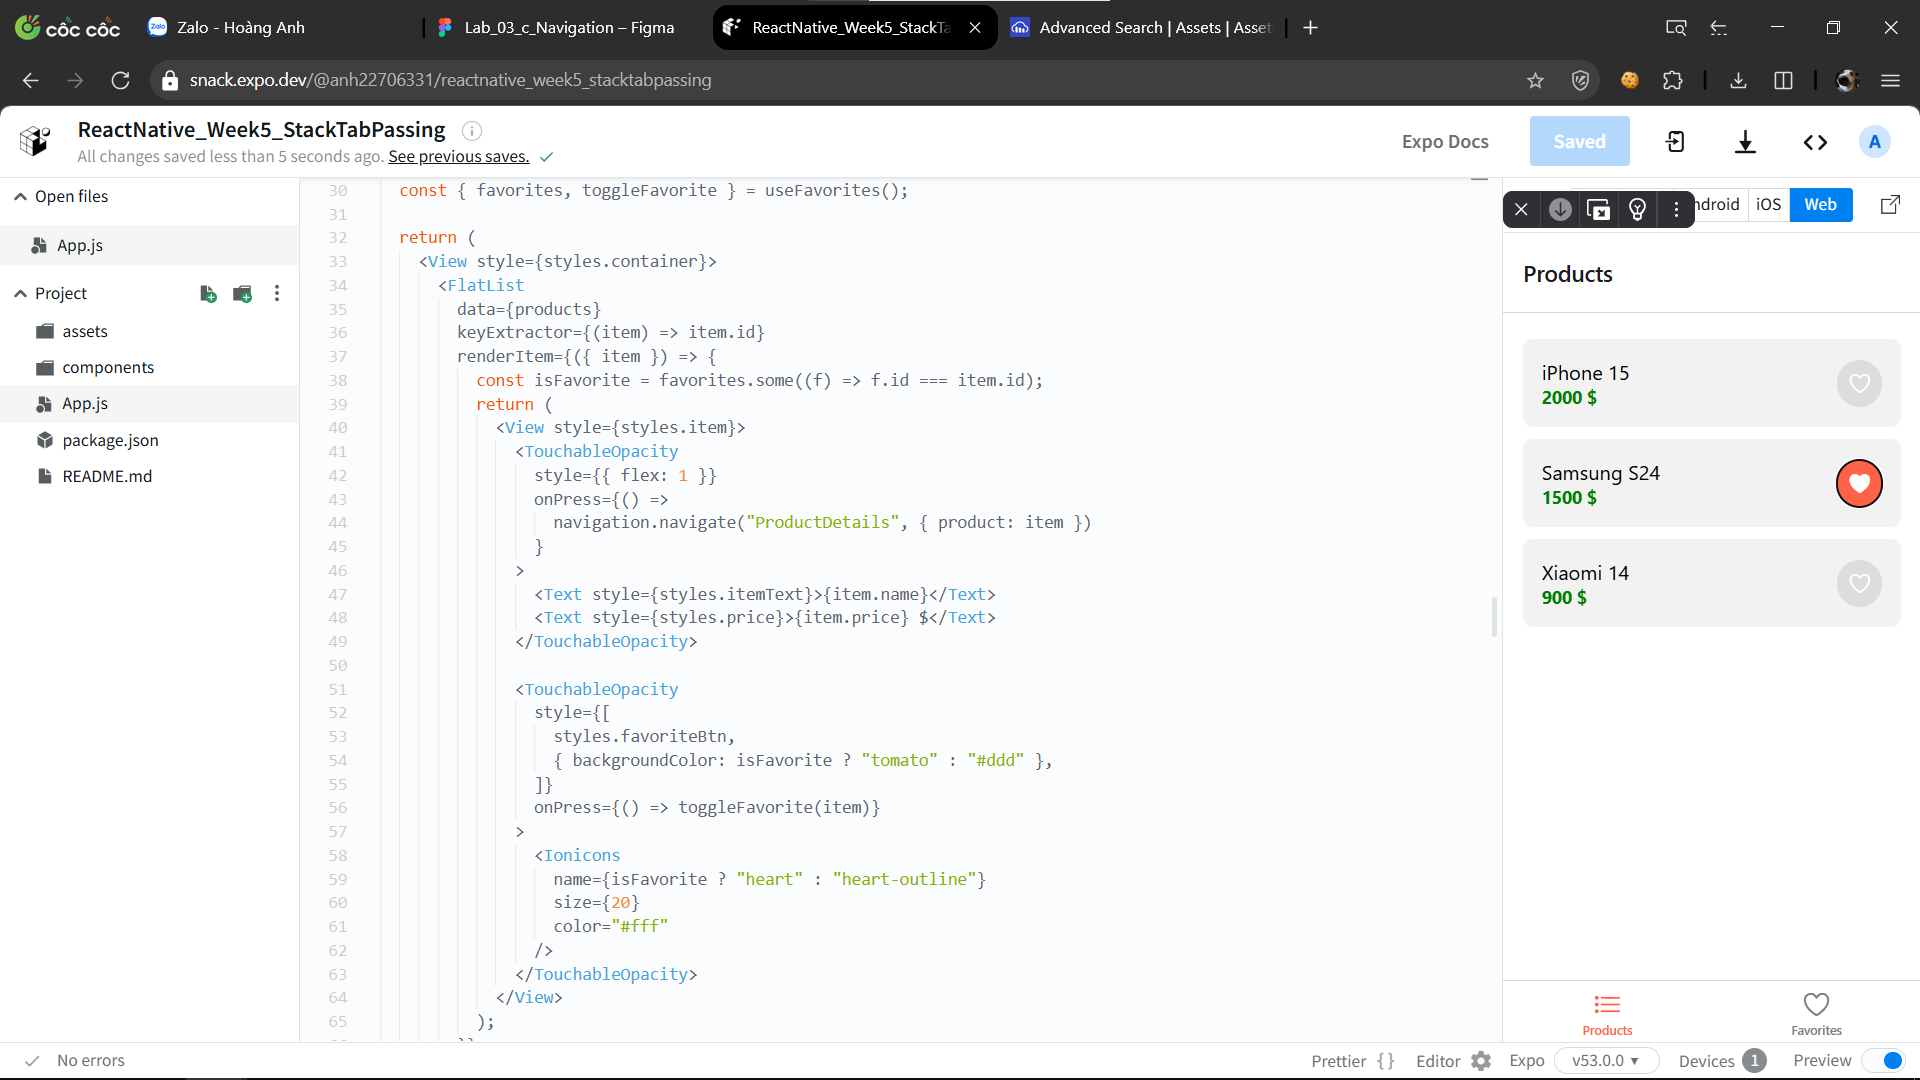 cốc cốc
Zalo - Hoàng Anh
Lab_03_c_Navigation – Figma
ReactNative_Week5_StackTa
Advanced Search | Assets | Asset
snack.expo.dev/@anh22706331/reactnative_week5_stacktabpassing
ReactNative_Week5_StackTabPassing
All changes saved less than 5 seconds ago. See previous saves.
Expo Docs
Saved
A
Open files
App.js
Project
assets
components
App.js
package.json
README.md
30 const { favorites, toggleFavorite } = useFavorites();
31
32 return (
33 <View style={styles.container}>
34 <FlatList
35 data={products}
36 keyExtractor={(item) => item.id}
37 renderItem={({ item }) => {
38 const isFavorite = favorites.some((f) => f.id === item.id);
39 return (
40 <View style={styles.item}>
41 <TouchableOpacity
42 style={{ flex: 1 }}
43 onPress={() =>
44 navigation.navigate("ProductDetails", { product: item })
45 }
46 >
47 <Text style={styles.itemText}>{item.name}</Text>
48 <Text style={styles.price}>{item.price} $</Text>
49 </TouchableOpacity>
50
51 <TouchableOpacity
52 style={[
53 styles.favoriteBtn,
54 { backgroundColor: isFavorite ? "tomato" : "#ddd" },
55 ]}
56 onPress={() => toggleFavorite(item)}
57 >
58 <Ionicons
59 name={isFavorite ? "heart" : "heart-outline"}
60 size={20}
61 color="#fff"
62 />
63 </TouchableOpacity>
64 </View>
65 );
ndroid
iOS
Web
Products
iPhone 15
2000 $
Samsung S24
1500 $
Xiaomi 14
900 $
Products
Favorites
No errors
Prettier { }
Editor
Expo
v53.0.0
Devices 1
Preview